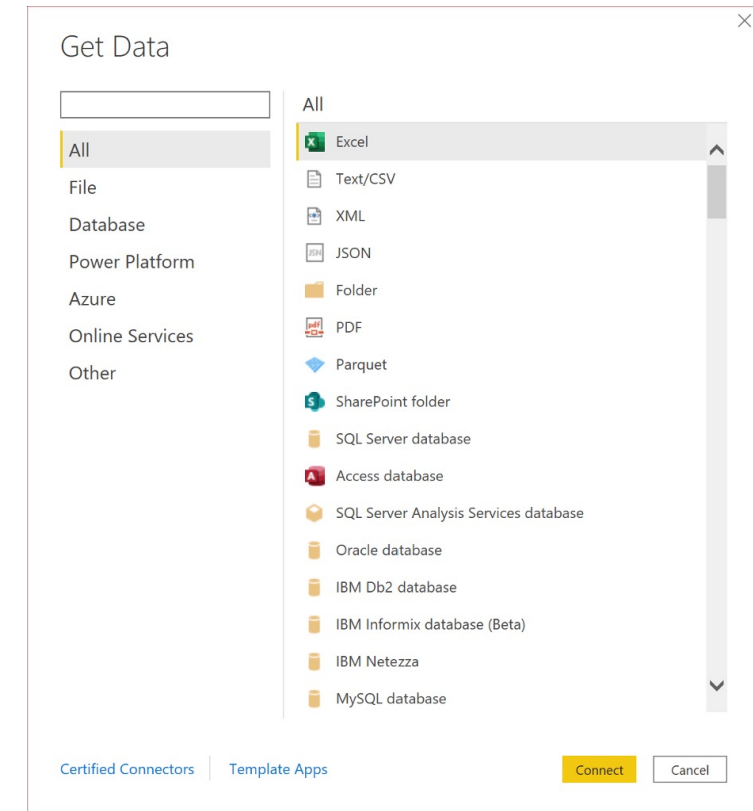 Get Data
All
File
Database
Power Platform
Azure
Online Services
Other
All
Excel
Text/CSV
XML
JSON
Folder
PDF
Parquet
SharePoint folder
SQL Server database
Access database
SQL Server Analysis Services database
Oracle database
IBM Db2 database
IBM Informix database (Beta)
IBM Netezza
MySQL database
Certified Connectors
Template Apps
Connect
Cancel